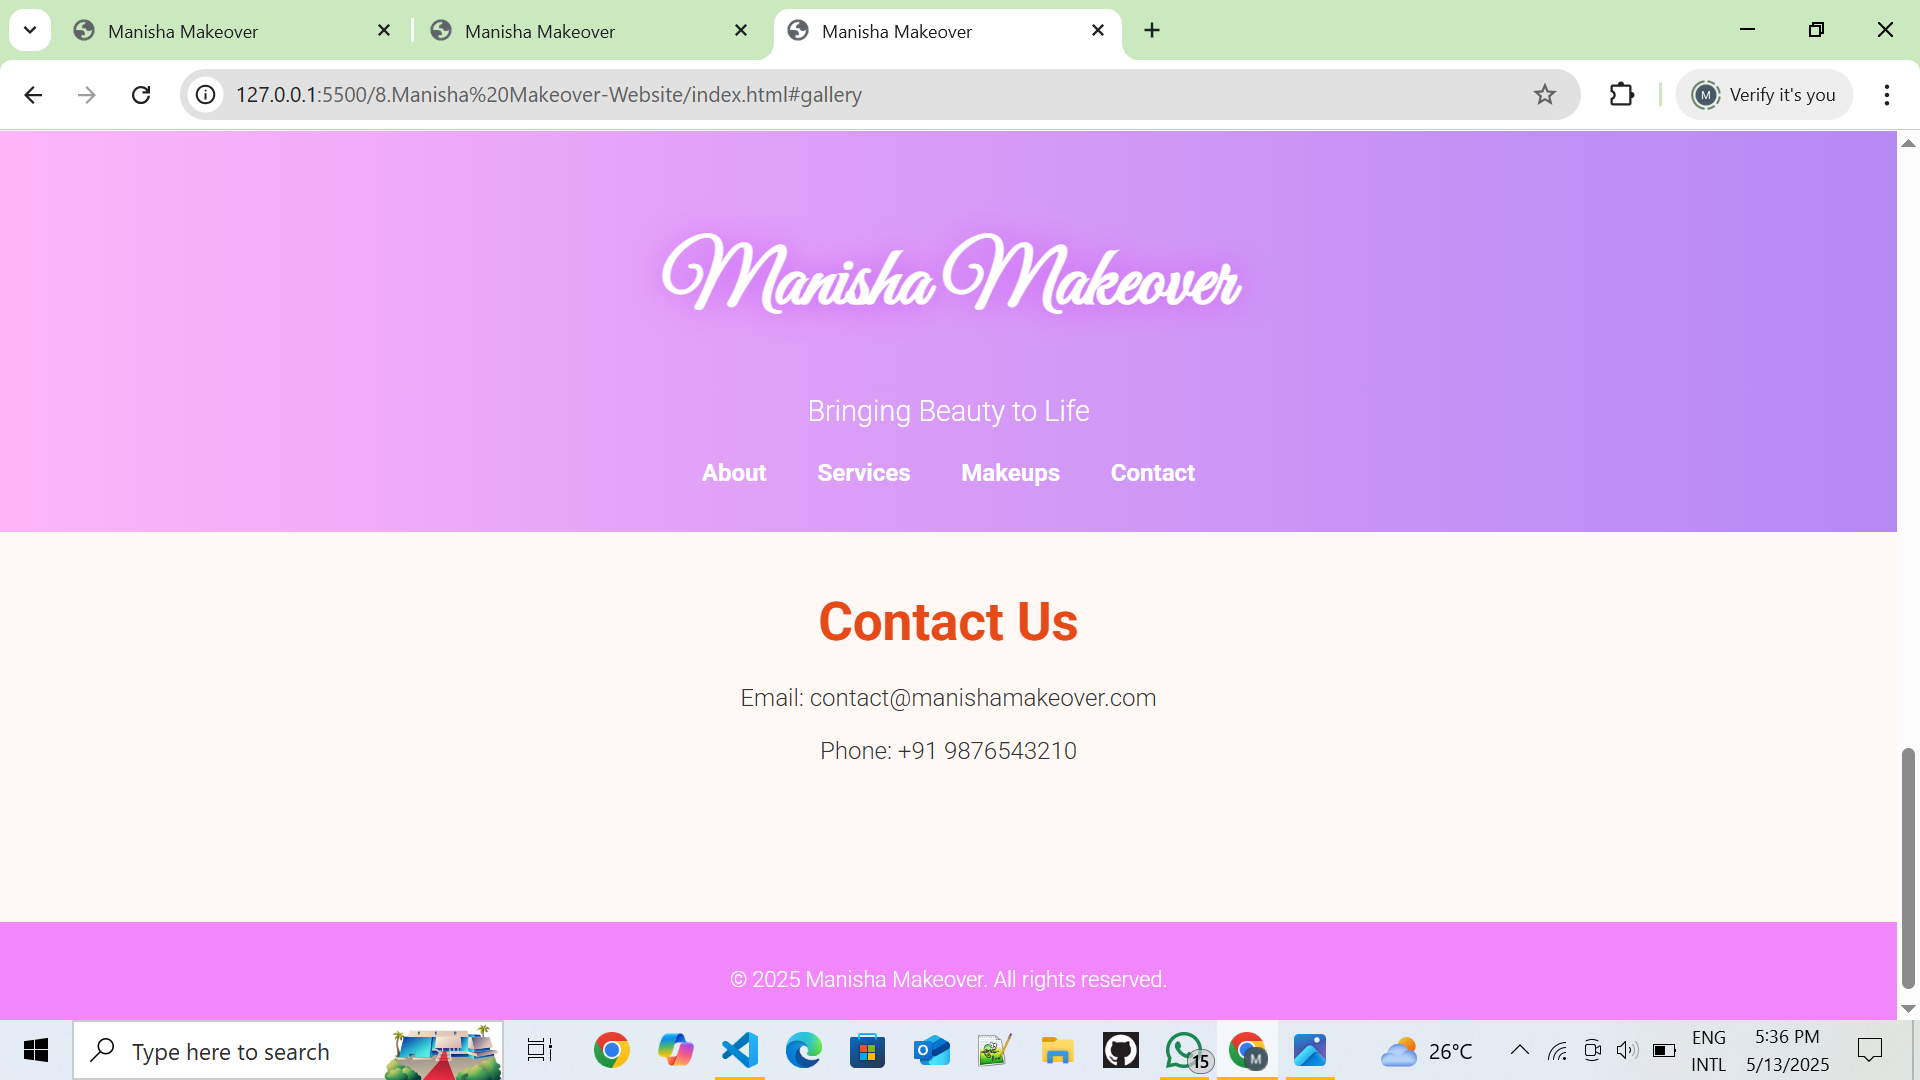 Manisha Makeover
Manisha Makeover
Manisha Makeover
127.0.0.1:5500/8.Manisha%20Makeover-Website/index.html#gallery
M
Verify it's you
Manisha Makeover
Bringing Beauty to Life
About
Services
Makeups
Contact
Contact Us
Email: contact@manishamakeover.com
Phone: +91 9876543210
© 2025 Manisha Makeover. All rights reserved.
Type here to search
15
M
26°C
ENG
INTL
5:36 PM
5/13/2025